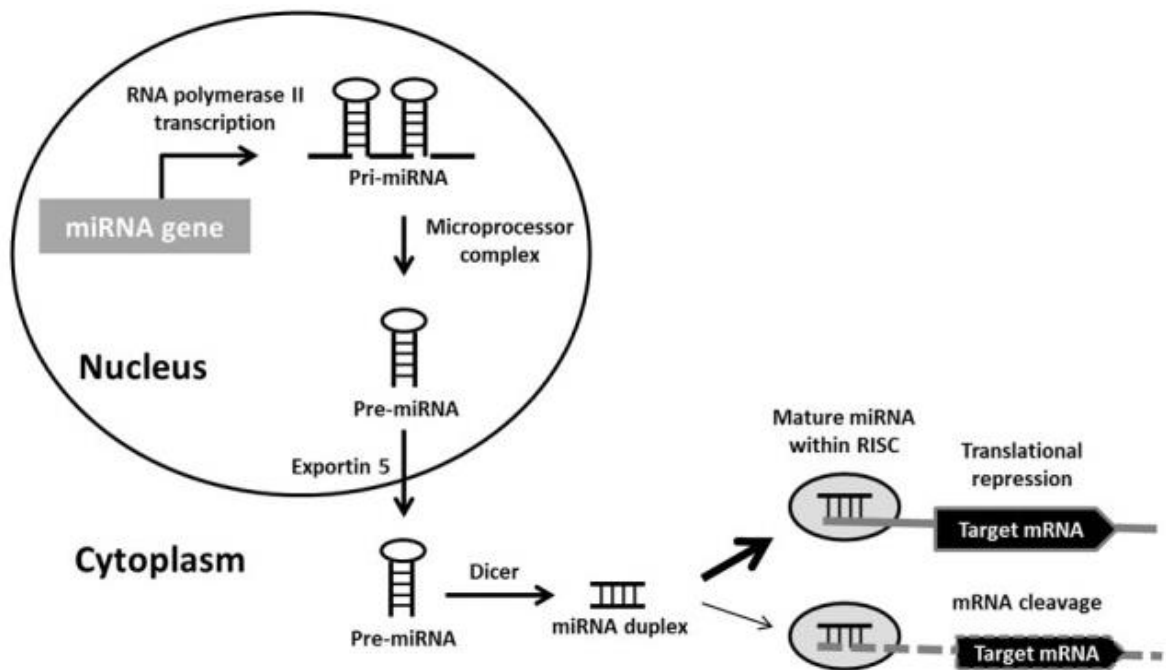 RNA polymerase II
transcription
Pri-miRNA
miRNA gene
Microprocessor
complex
Nucleus
Pre-miRNA
Exportin 5
Cytoplasm
Pre-miRNA
Dicer
miRNA duplex
Mature miRNA
within RISC
Translational
repression
Target mRNA
mRNA cleavage
Target mRNA